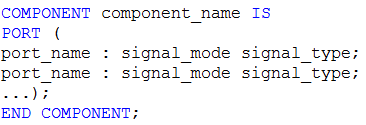 COMPONENT component_name IS
PORT (
port_name : signal_mode signal_type;
port_name : signal_mode signal_type;
...);
END COMPONENT;